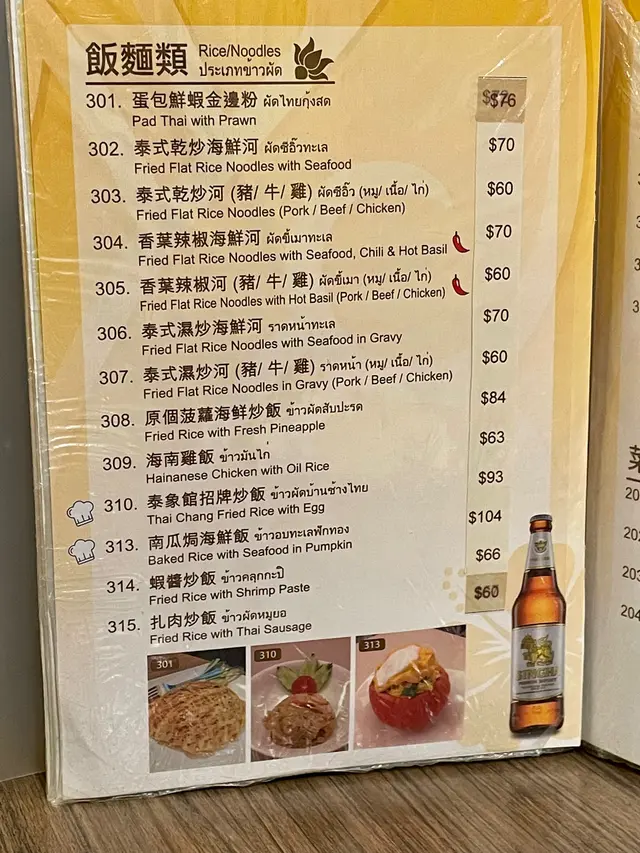 飯麵類 Rice/Noodles
ประเภทข้าวผัด
301. 蛋包鮮蝦金邊粉 ผัดไทยกุ้งสด $76
Pad Thai with Prawn
302. 泰式乾炒海鮮河 ผัดซีอิ๊วทะเล $70
Fried Flat Rice Noodles with Seafood
303. 泰式乾炒河 (豬/ 牛/ 雞) ผัดซีอิ๊ว (หมู/ เนื้อ/ ไก่) $60
Fried Flat Rice Noodles (Pork / Beef / Chicken)
304. 香葉辣椒海鮮河 ผัดขี้เมาทะเล $70
Fried Flat Rice Noodles with Seafood, Chili & Hot Basil
305. 香葉辣椒河 (豬/ 牛/ 雞) ผัดขี้เมา (หมู/ เนื้อ/ ไก่) $60
Fried Flat Rice Noodles with Hot Basil (Pork / Beef / Chicken)
306. 泰式濕炒海鮮河 ราดหน้าทะเล $70
Fried Flat Rice Noodles with Seafood in Gravy
307. 泰式濕炒河 (豬/ 牛/ 雞) ราดหน้า (หมู/ เนื้อ/ ไก่) $60
Fried Flat Rice Noodles in Gravy (Pork / Beef / Chicken)
308. 原個菠蘿海鮮炒飯 ข้าวผัดสับปะรด $84
Fried Rice with Fresh Pineapple
309. 海南雞飯 ข้าวมันไก่ $63
Hainanese Chicken with Oil Rice
310. 泰象館招牌炒飯 ข้าวผัดบ้านช้างไทย $93
Thai Chang Fried Rice with Egg
313. 南瓜焗海鮮飯 ข้าวอบทะเลฟักทอง $104
Baked Rice with Seafood in Pumpkin
314. 蝦醬炒飯 ข้าวคลุกกะปิ $66
Fried Rice with Shrimp Paste
315. 扎肉炒飯 ข้าวผัดหมูยอ $60
Fried Rice with Thai Sausage
301
310
313
SINGHA
20
202
203
204